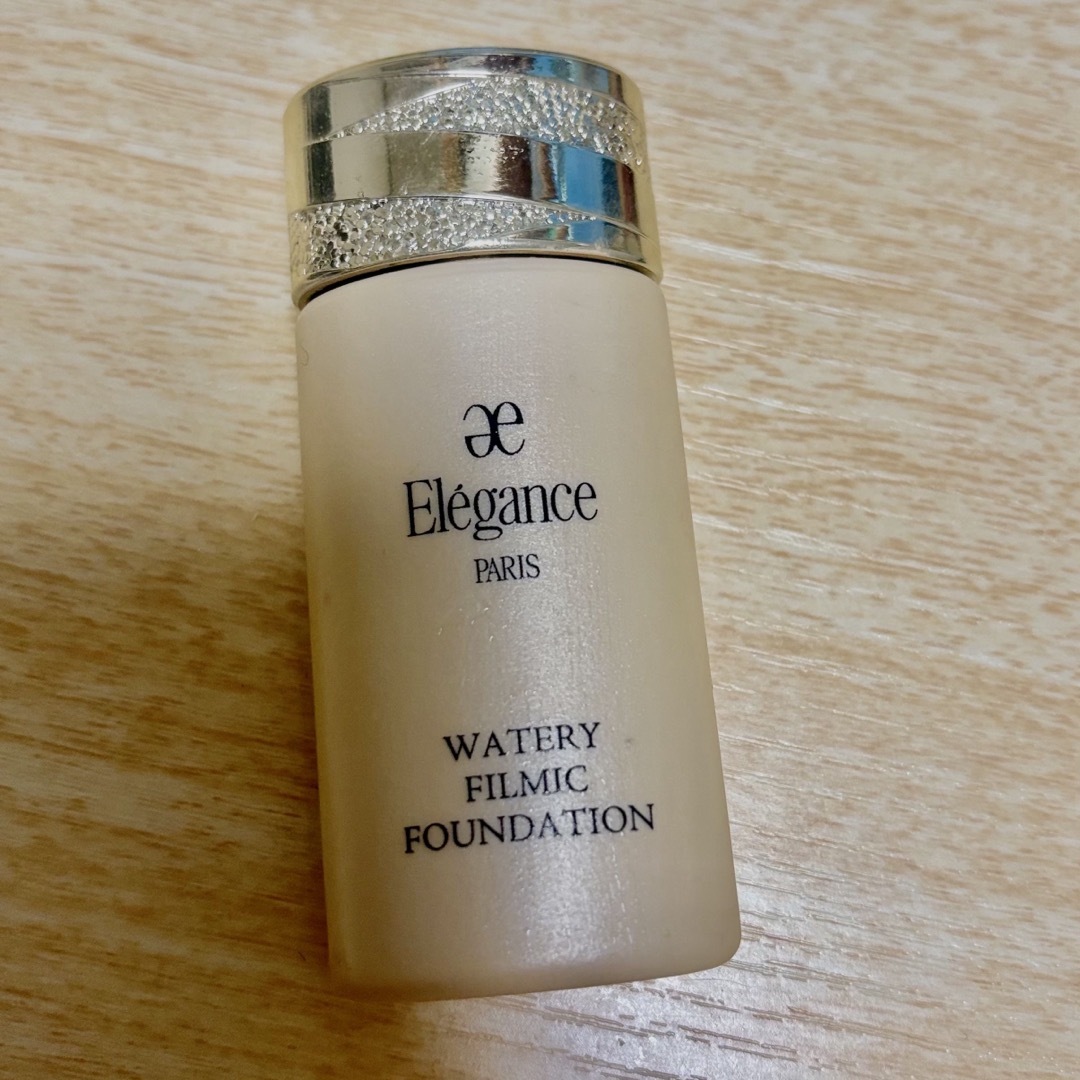 æ
Elégance
PARIS
WATERY
FILMIC
FOUNDATION